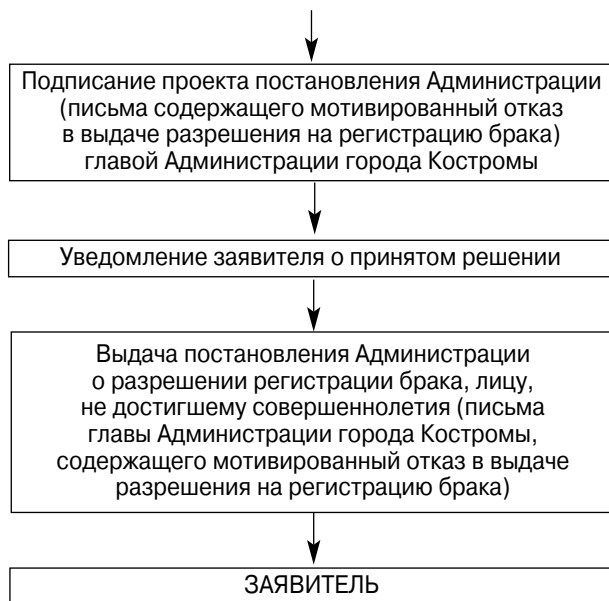 Подписание проекта постановления Администрации
(письма содержащего мотивированный отказ
в выдаче разрешения на регистрацию брака)
главой Администрации города Костромы
Уведомление заявителя о принятом решении
Выдача постановления Администрации
о разрешении регистрации брака, лицу,
не достигшему совершеннолетия (письма
главы Администрации города Костромы,
содержащего мотивированный отказ в выдаче
разрешения на регистрацию брака)
ЗАЯВИТЕЛЬ